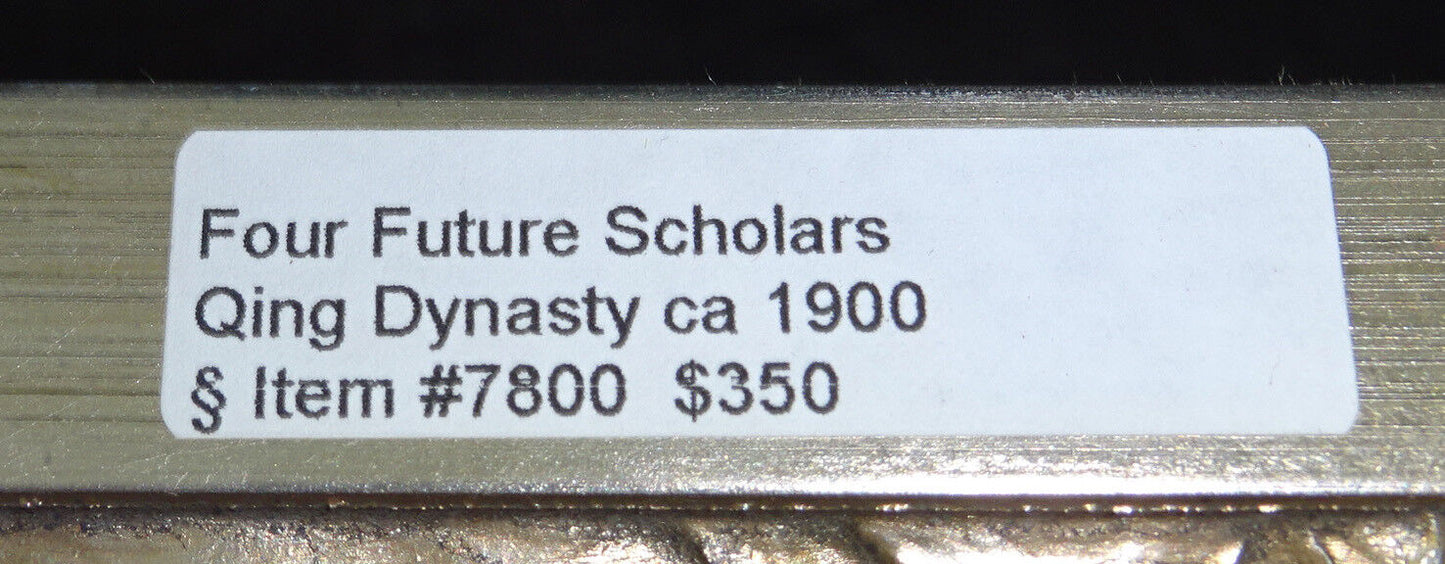 Four Future Scholars
Qing Dynasty ca 1900
§ Item #7800 $350